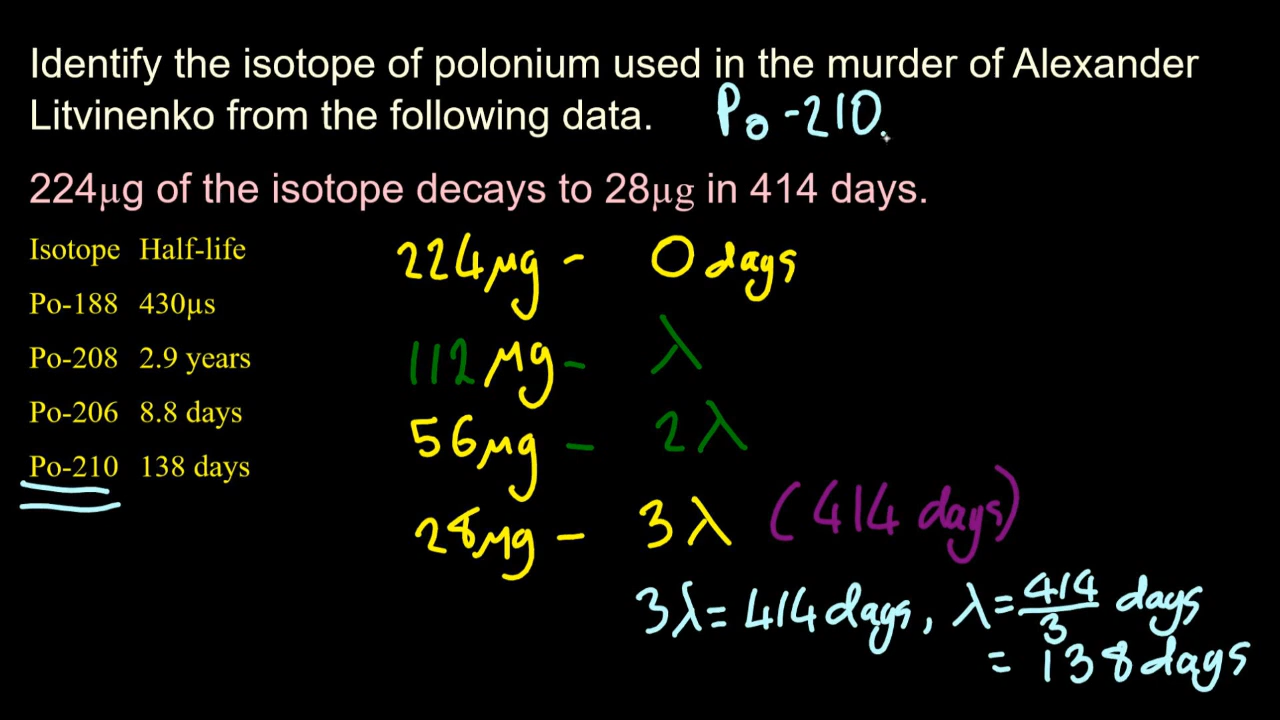 Identify the isotope of polonium used in the murder of Alexander
Litvinenko from the following data. Po-210.
224µg of the isotope decays to 28µg in 414 days.
Isotope Half-life
Po-188 430µs
Po-208 2.9 years
Po-206 8.8 days
Po-210 138 days
224µg - 0 days
112µg - λ
56µg - 2λ
28µg - 3λ (414 days)
3λ = 414 days, λ = 414/3 days
= 138 days